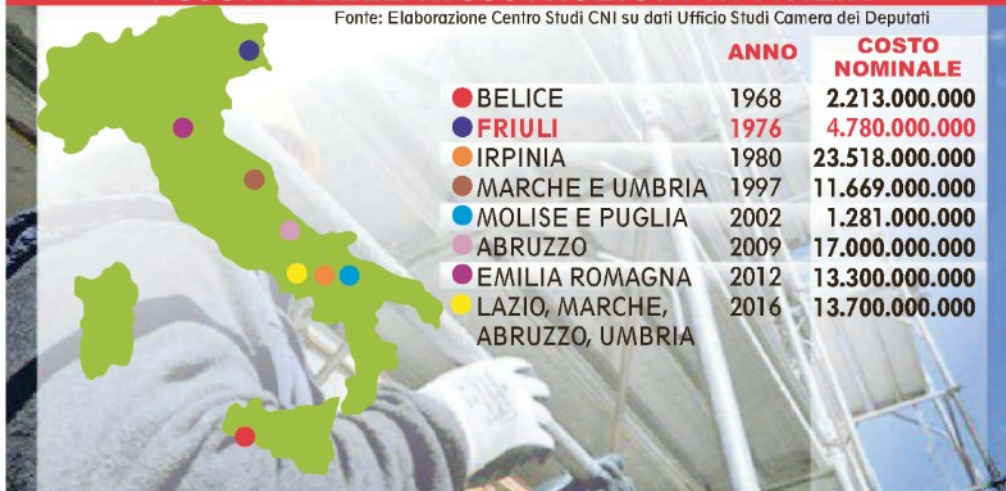 Fonte: Elaborazione Centro Studi CNI su dati Ufficio Studi Camera dei Deputati
ANNO COSTO NOMINALE
BELICE 1968 2.213.000.000
FRIULI 1976 4.780.000.000
IRPINIA 1980 23.518.000.000
MARCHE E UMBRIA 1997 11.669.000.000
MOLISE E PUGLIA 2002 1.281.000.000
ABRUZZO 2009 17.000.000.000
EMILIA ROMAGNA 2012 13.300.000.000
LAZIO, MARCHE, 2016 13.700.000.000
ABRUZZO, UMBRIA